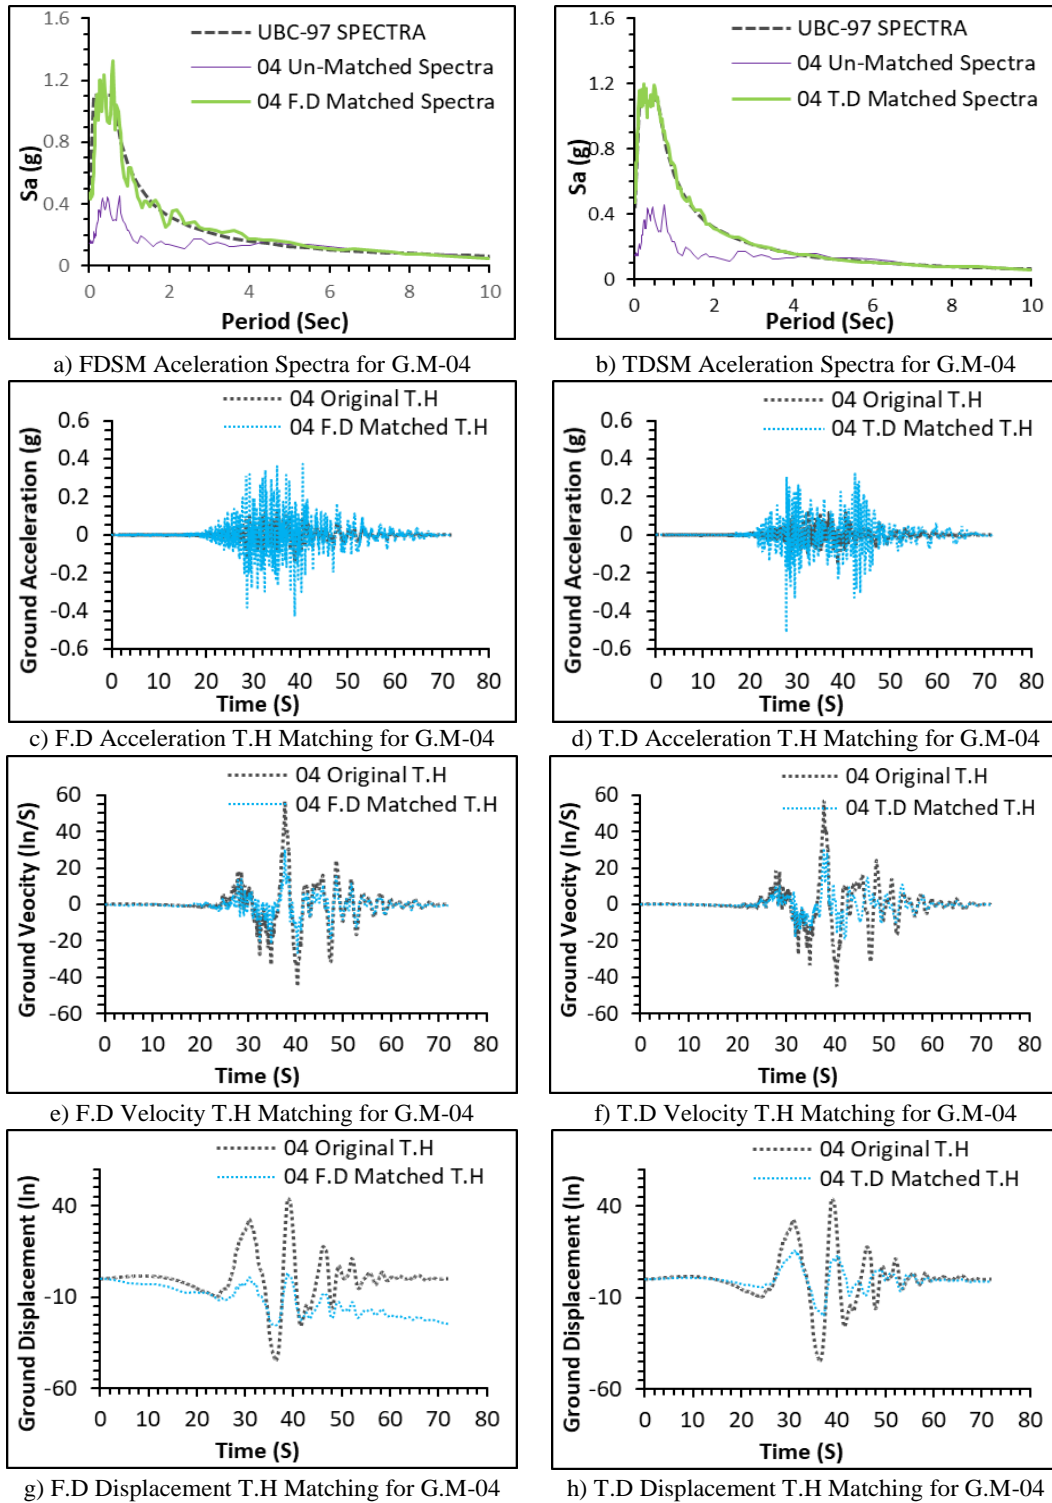 1.6
1.2
0.8
0.4
0
Sa (g)
UBC-97 SPECTRA
04 Un-Matched Spectra
04 F.D Matched Spectra
0 2 4 6 8 10
Period (Sec)
a) FDSM Aceleration Spectra for G.M-04
1.6
1.2
0.8
0.4
0
Sa (g)
UBC-97 SPECTRA
04 Un-Matched Spectra
04 T.D Matched Spectra
0 2 4 6 8 10
Period (Sec)
b) TDSM Aceleration Spectra for G.M-04
0.6
0.4
0.2
0
-0.2
-0.4
-0.6
Ground Acceleration (g)
04 Original T.H
04 F.D Matched T.H
0 10 20 30 40 50 60 70 80
Time (S)
c) F.D Acceleration T.H Matching for G.M-04
0.6
0.4
0.2
0
-0.2
-0.4
-0.6
Ground Acceleration (g)
04 Original T.H
04 T.D Matched T.H
0 10 20 30 40 50 60 70 80
Time (S)
d) T.D Acceleration T.H Matching for G.M-04
60
40
20
0
-20
-40
-60
Ground Veocity (In/S)
04 Original T.H
04 F.D Matched T.H
0 10 20 30 40 50 60 70 80
Time (S)
e) F.D Velocity T.H Matching for G.M-04
60
40
20
0
-20
-40
-60
Ground Veocity (In/S)
04 Original T.H
04 T.D Matched T.H
0 10 20 30 40 50 60 70 80
Time (S)
f) T.D Velocity T.H Matching for G.M-04
40
-10
-60
Ground Displacement (In)
04 Original T.H
04 F.D Matched T.H
0 10 20 30 40 50 60 70 80
Time (S)
g) F.D Displacement T.H Matching for G.M-04
40
-10
-60
Ground Displacement (In)
04 Original T.H
04 T.D Matched T.H
0 10 20 30 40 50 60 70 80
Time (S)
h) T.D Displacement T.H Matching for G.M-04